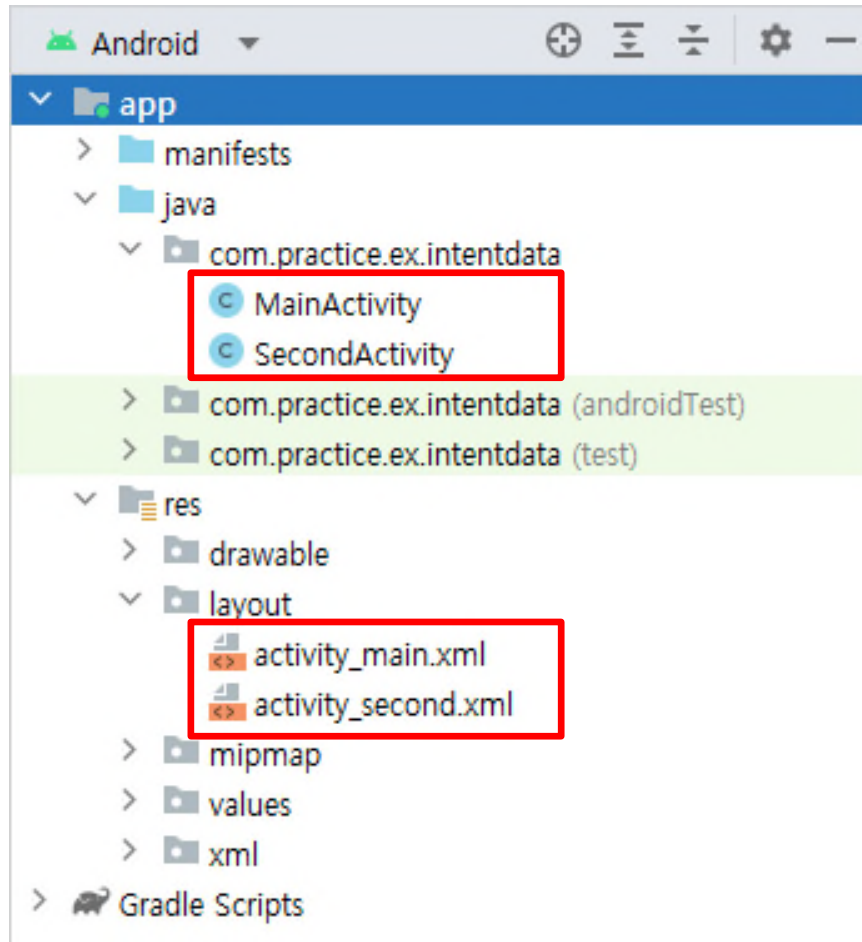 Android
app
manifests
java
com.practice.ex.intentdata
C MainActivity
C SecondActivity
com.practice.ex.intentdata (androidTest)
com.practice.ex.intentdata (test)
res
drawable
layout
<> activity_main.xml
<> activity_second.xml
mipmap
values
xml
Gradle Scripts